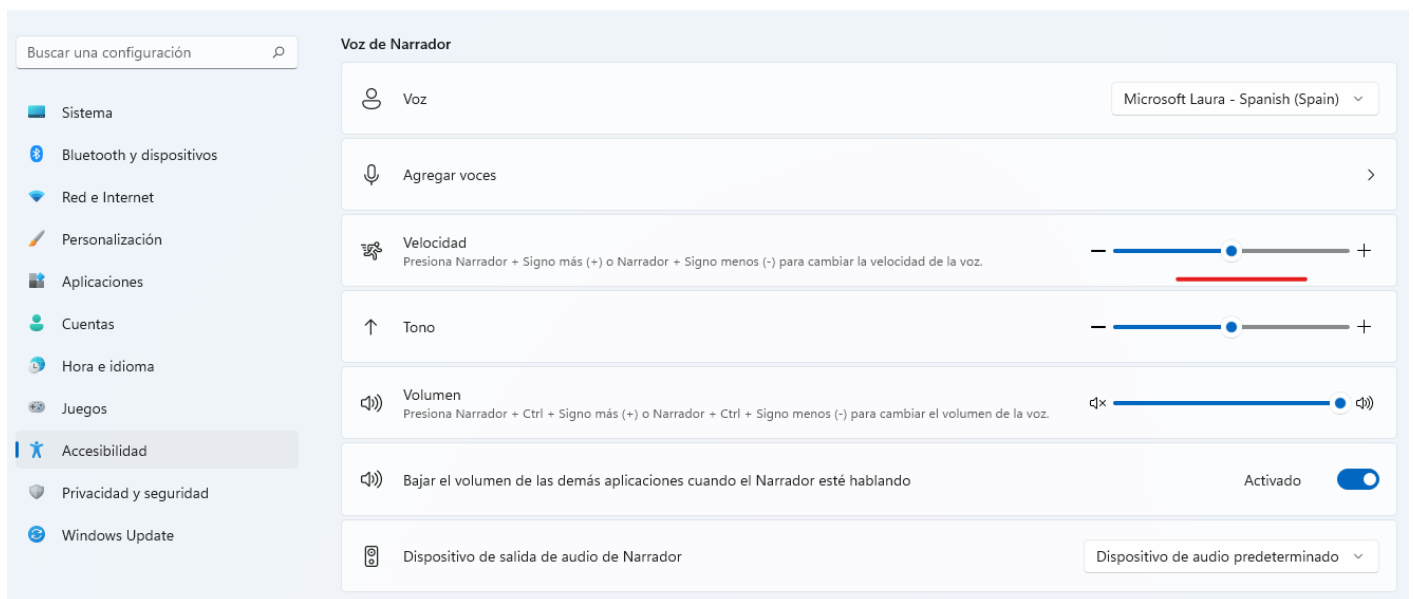 Buscar una configuración
Sistema
Bluetooth y dispositivos
Red e Internet
Personalización
Aplicaciones
Cuentas
Hora e idioma
Juegos
Accesibilidad
Privacidad y seguridad
Windows Update
Voz de Narrador
Voz
Microsoft Laura - Spanish (Spain)
Agregar voces
Velocidad
Presiona Narrador + Signo más (+) o Narrador + Signo menos (-) para cambiar la velocidad de la voz.
Tono
Volumen
Presiona Narrador + Ctrl + Signo más (+) o Narrador + Ctrl + Signo menos (-) para cambiar el volumen de la voz.
Bajar el volumen de las demás aplicaciones cuando el Narrador esté hablando
Activado
Dispositivo de salida de audio de Narrador
Dispositivo de audio predeterminado